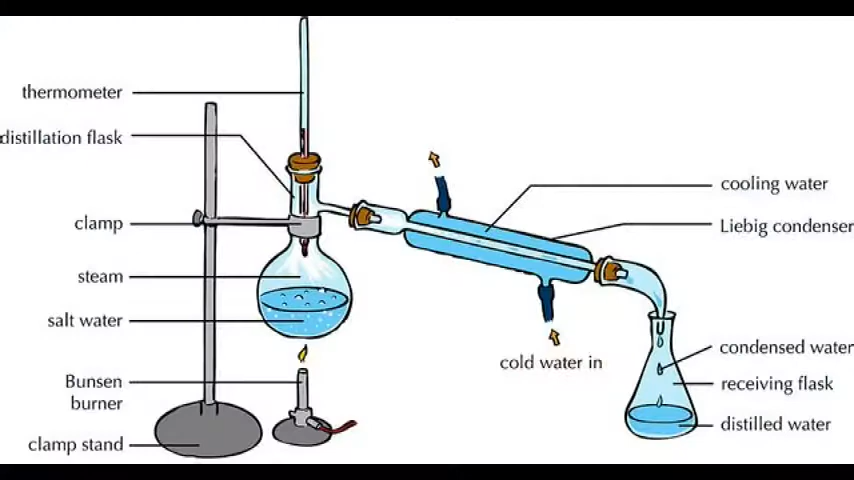 thermometer
distillation flask
clamp
steam
salt water
Bunsen
burner
clamp stand
cooling water
Liebig condenser
cold water in
condensed water
receiving flask
distilled water